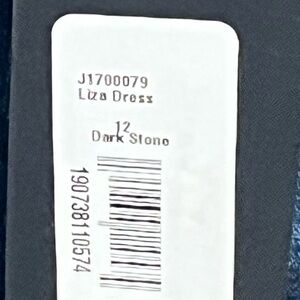 J1700079
Liza Dress
12
Dark Stone
190738110574